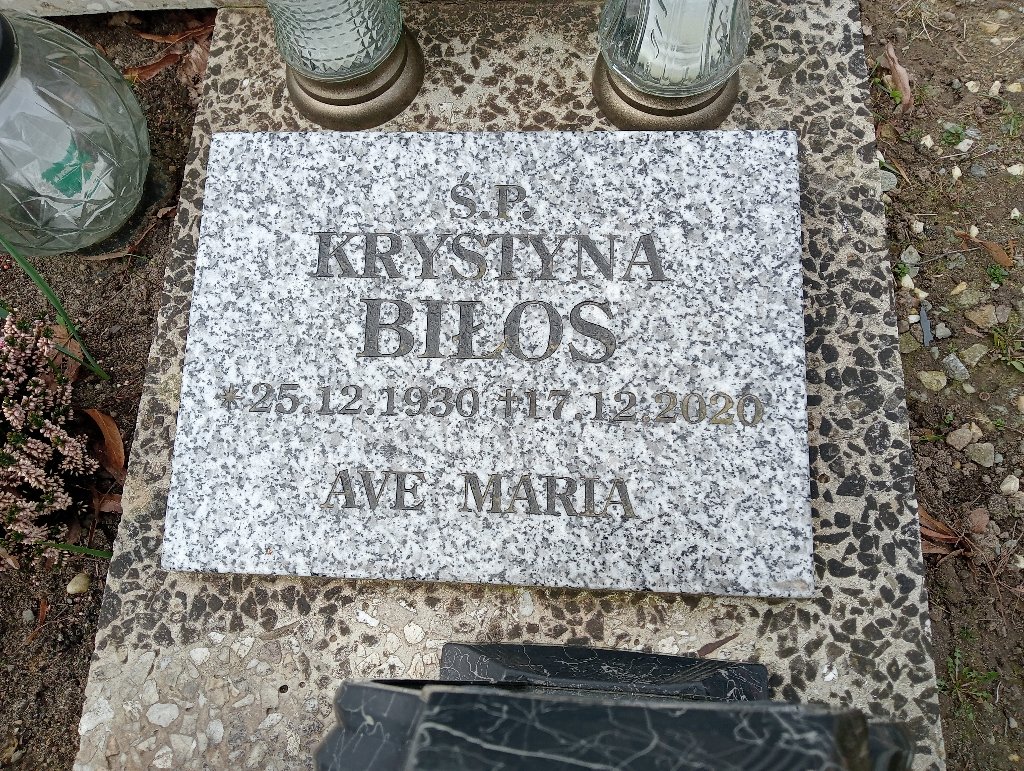 Ś.P.
KRYSTYNA
BIŁOS
*25.12.1930 †17.12.2020
AVE MARIA